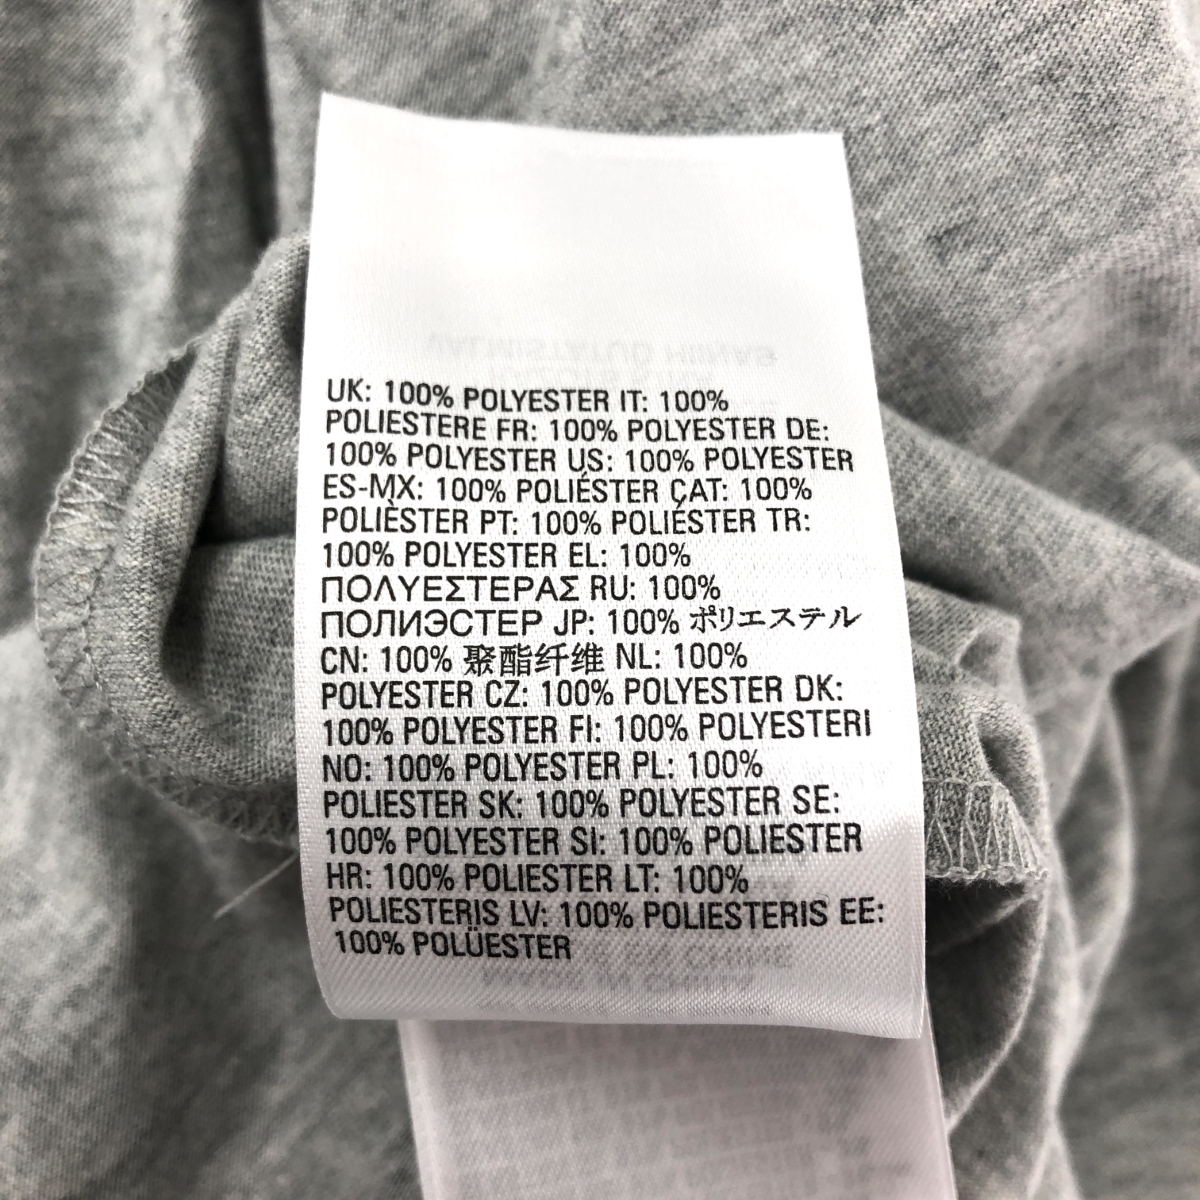 UK: 100% POLYESTER IT: 100%
POLIESTERE FR: 100% POLYESTER DE:
100% POLYESTER US: 100% POLYESTER
ES-MX: 100% POLIÉSTER CAT: 100%
POLIÈSTER PT: 100% POLIÉSTER TR:
100% POLYESTER EL: 100%
ΠΟΛΥΕΣΤΕΡΑΣ RU: 100%
ПОЛИЭСТЕР JP: 100% ポリエステル
CN: 100% 聚酯纤维 NL: 100%
POLYESTER CZ: 100% POLYESTER DK:
100% POLYESTER FI: 100% POLYESTERI
NO: 100% POLYESTER PL: 100%
POLIESTER SK: 100% POLYESTER SE:
100% POLYESTER SI: 100% POLIESTER
HR: 100% POLIESTER LT: 100%
POLIESTERIS LV: 100% POLIESTERIS EE:
100% POLÜESTER